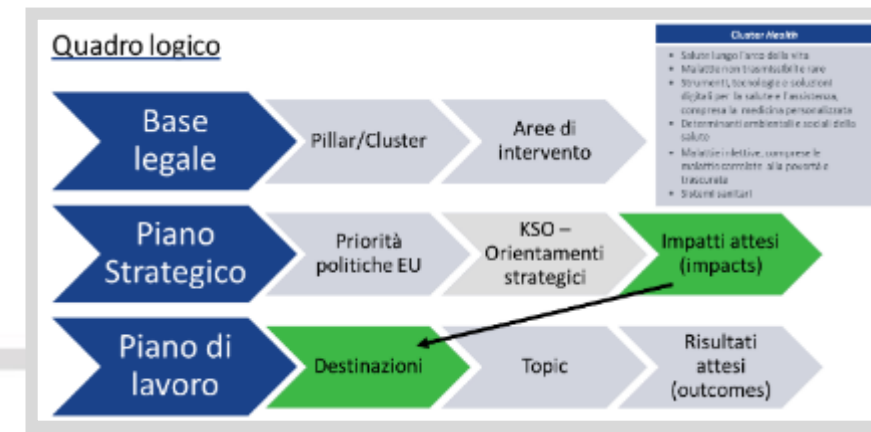 Quadro logico
Cluster Health
• Salute lungo l'arco della vita
• Malattie non trasmissibili e rare
• Strumenti, tecnologie e soluzioni
digitali per la salute e l'assistenza,
compresa la medicina personalizzata
• Determinanti ambientali e sociali della
salute
• Malattie infettive, comprese le
malattie correlate alla povertà e
trascurate
• Sistemi sanitari
Base
legale
Pillar/Cluster
Aree di
intervento
Piano
Strategico
Priorità
politiche EU
KSO –
Orientamenti
strategici
Impatti attesi
(impacts)
Piano di
lavoro
Destinazioni
Topic
Risultati
attesi
(outcomes)